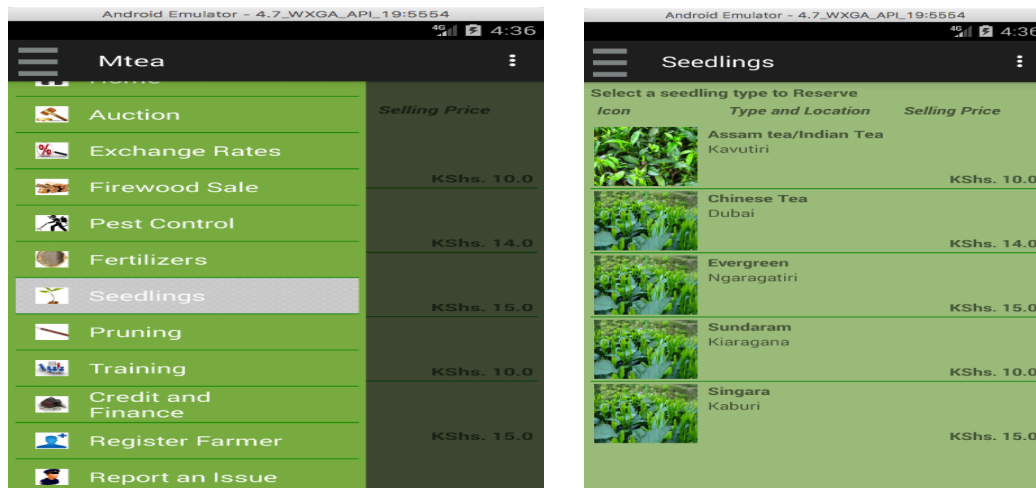 Android Emulator - 4.7_WXGA_API_19:5554
4G 4:36
Mtea
Home
Auction
Selling Price
Exchange Rates
KShs. 10.0
Firewood Sale
Pest Control
KShs. 14.0
Fertilizers
Seedlings
KShs. 15.0
Pruning
Training
KShs. 10.0
Credit and
Finance
Register Farmer
KShs. 15.0
Report an Issue
Android Emulator - 4.7_WXGA_API_19:5554
4G 4:36
Seedlings
Select a seedling type to Reserve
Icon Type and Location Selling Price
Assam tea/Indian Tea
Kavutiri
KShs. 10.0
Chinese Tea
Dubai
KShs. 14.0
Evergreen
Ngaragatiri
KShs. 15.0
Sundaram
Kiaragana
KShs. 10.0
Singara
Kaburi
KShs. 15.0